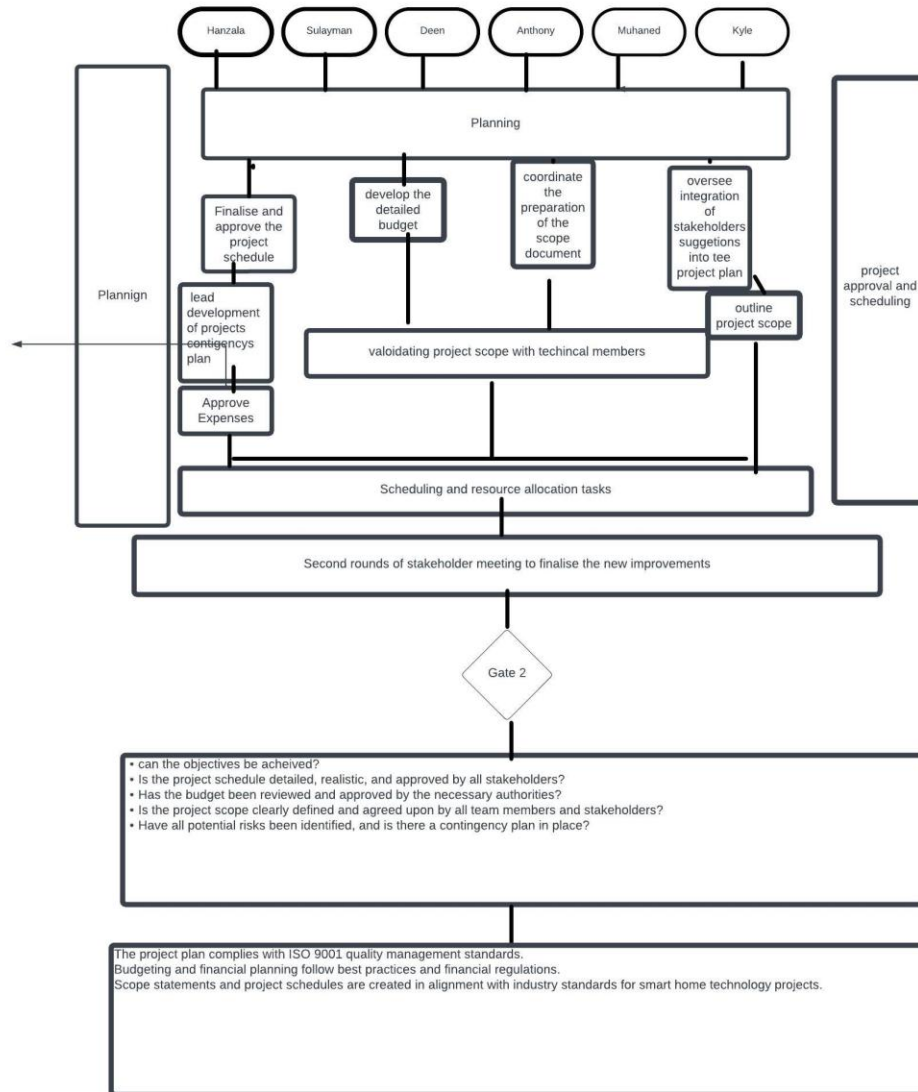 Hanzala
Sulayman
Deen
Anthony
Muhaned
Kyle
Planning
Plannign
Finalise and
approve the
project
schedule
develop the
detailed
budget
coordinate
the
preparation
of the
scope
document
oversee
integration
of
stakeholders
suggetions
into tee
project plan
project
approval and
scheduling
lead
development
of projects
contigencys
plan
outline
project scope
valoidating project scope with techincal members
Approve
Expenses
Scheduling and resource allocation tasks
Second rounds of stakeholder meeting to finalise the new improvements
Gate 2
• can the objectives be acheived?
• Is the project schedule detailed, realistic, and approved by all stakeholders?
• Has the budget been reviewed and approved by the necessary authorities?
• Is the project scope clearly defined and agreed upon by all team members and stakeholders?
• Have all potential risks been identified, and is there a contingency plan in place?
The project plan complies with ISO 9001 quality management standards.
Budgeting and financial planning follow best practices and financial regulations.
Scope statements and project schedules are created in alignment with industry standards for smart home technology projects.